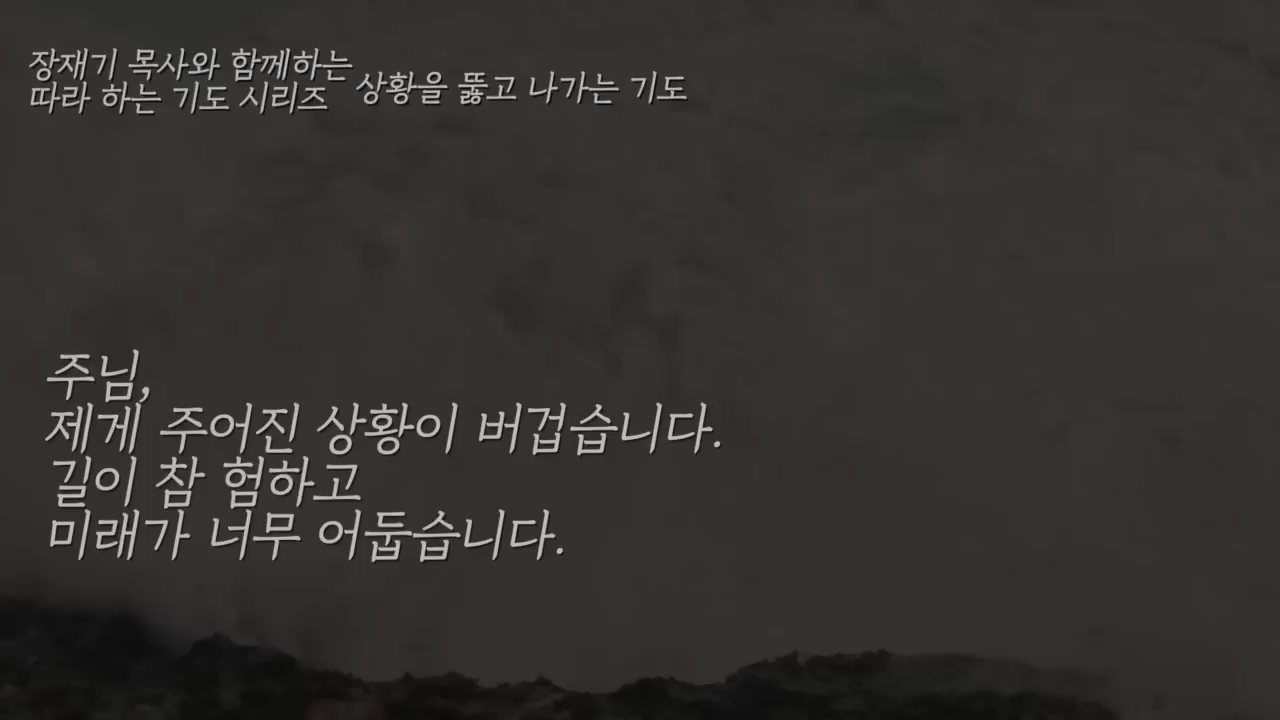 장재기 목사와 함께하는
따라 하는 기도 시리즈
상황을 뚫고 나가는 기도
주님,
제게 주어진 상황이 버겁습니다.
길이 참 험하고
미래가 너무 어둡습니다.